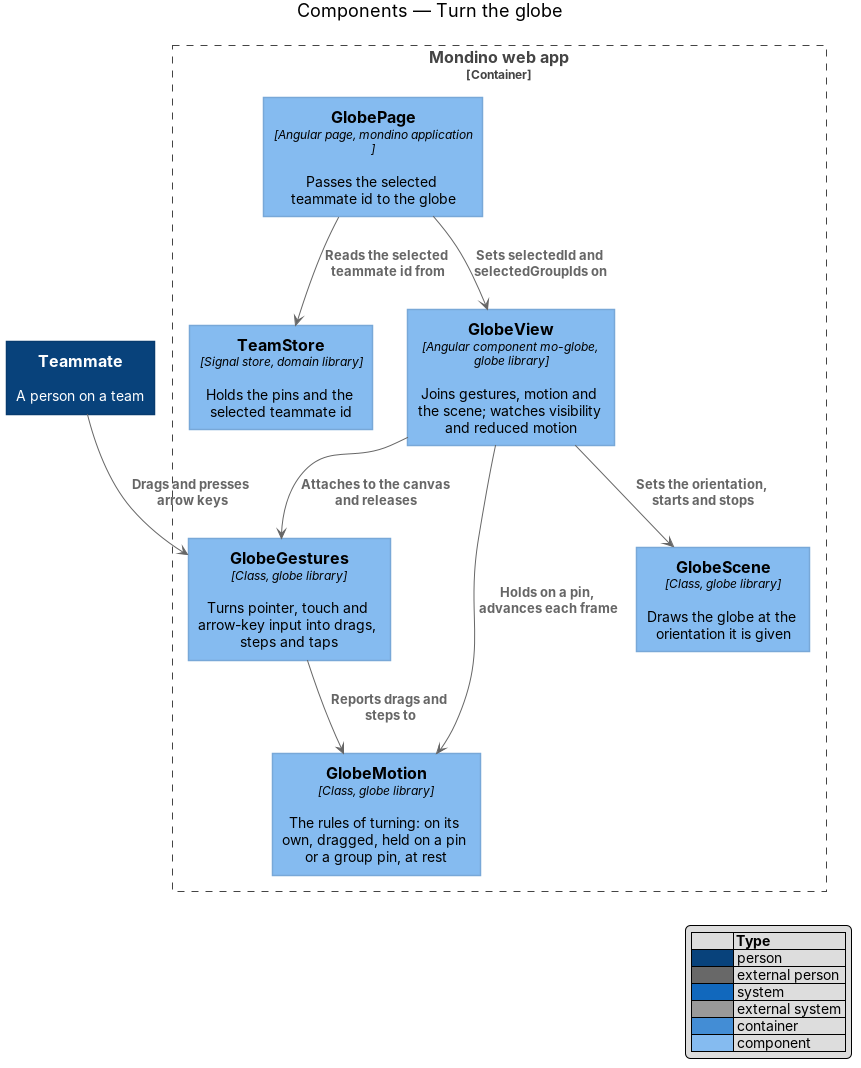 Components — Turn the globe
Mondino web app
[Container]
GlobePage
[Angular page, mondino application
]
Passes the selected
teammate id to the globe
Reads the selected
teammate id from
Sets selectedId and
selectedGroupIds on
TeamStore
[Signal store, domain library]
Holds the pins and the
selected teammate id
GlobeView
[Angular component mo-globe,
globe library]
Joins gestures, motion and
the scene; watches visibility
and reduced motion
Teammate
A person on a team
Drags and presses
arrow keys
Attaches to the canvas
and releases
Sets the orientation,
starts and stops
GlobeGestures
[Class, globe library]
Turns pointer, touch and
arrow-key input into drags,
steps and taps
Holds on a pin,
advances each frame
GlobeScene
[Class, globe library]
Draws the globe at the
orientation it is given
Reports drags and
steps to
GlobeMotion
[Class, globe library]
The rules of turning: on its
own, dragged, held on a pin
or a group pin, at rest
Type
person
external person
system
external system
container
component